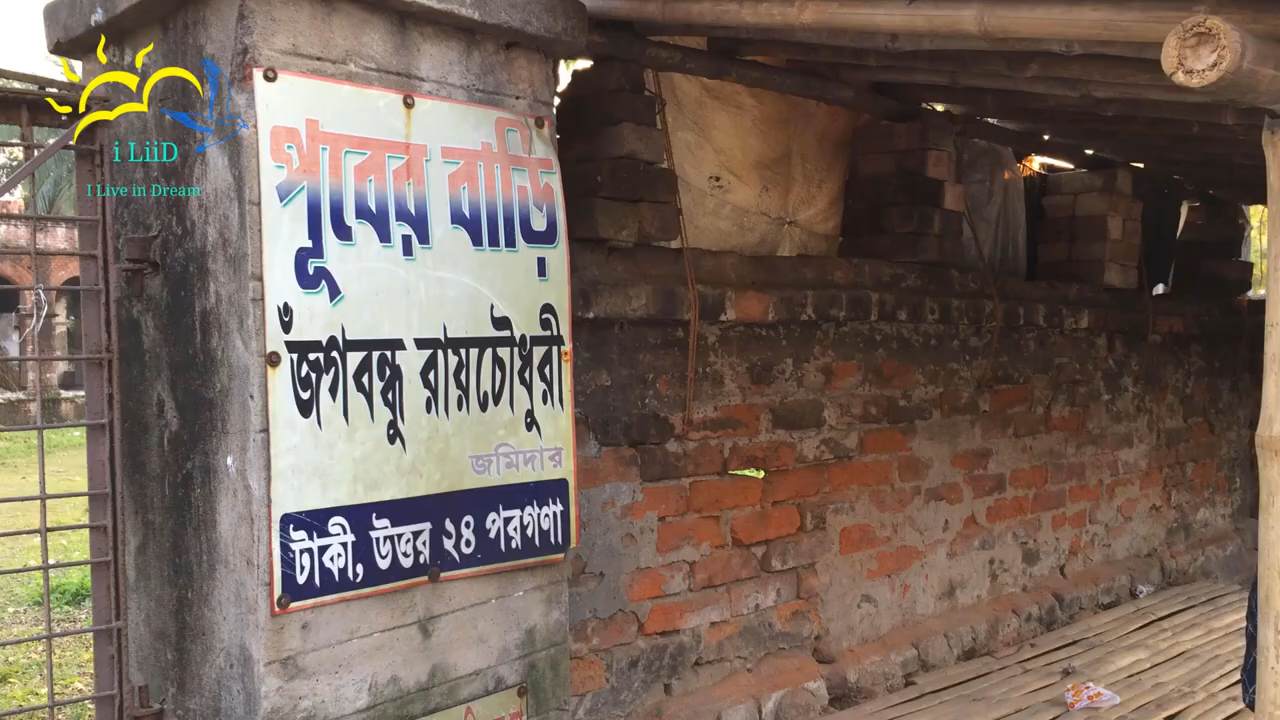 i LiiD
I Live in Dream
পূবের বাড়ি
ঁজগবন্ধু রায়চৌধুরী
জমিদার
টাকী, উত্তর ২৪ পরগণা